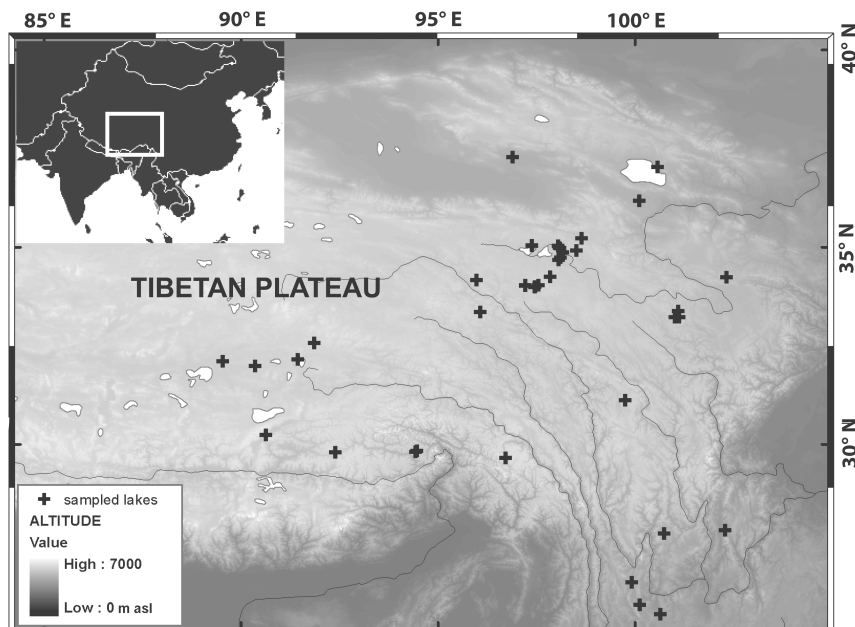 85° E 90° E 95° E 100° E
40° N
35° N
30° N
TIBETAN PLATEAU
sampled lakes
ALTITUDE
Value
High : 7000
Low : 0 m asl